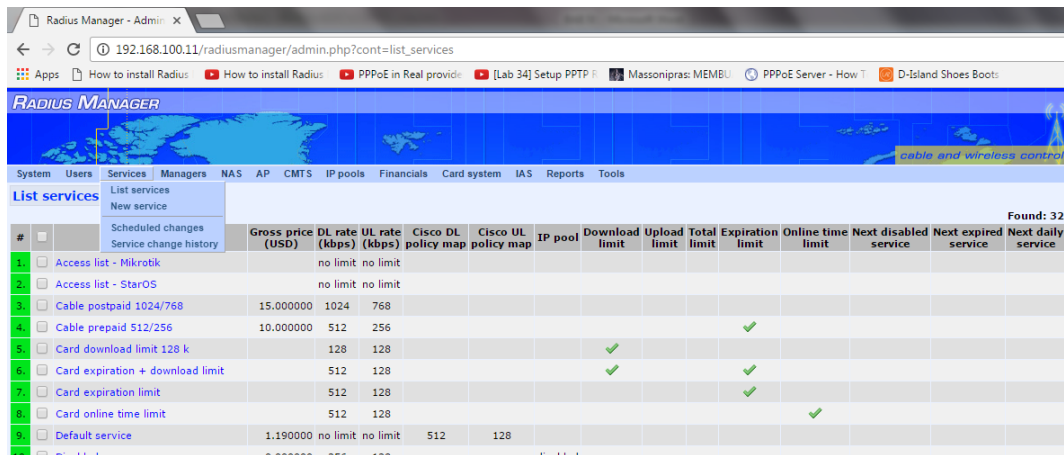 Radius Manager - Admin
192.168.100.11/radiusmanager/admin.php?cont=list_services
Apps How to install Radius How to install Radius PPPoE in Real provide [Lab 34] Setup PPTP Massonipras: MEMBU PPPoE Server - How T D-Island Shoes Boots
RADIUS MANAGER
cable and wireless control
System Users Services Managers NAS AP CMTS IP pools Financials Card system IAS Reports Tools
List services
List services
New service
Scheduled changes
Service change history
Found: 32
# Gross price (USD) DL rate (kbps) UL rate (kbps) Cisco DL policy map Cisco UL policy map IP pool Download limit Upload limit Total limit Expiration limit Online time limit Next disabled service Next expired service Next daily service
1. Access list - Mikrotik no limit no limit
2. Access list - StarOS no limit no limit
3. Cable postpaid 1024/768 15.000000 1024 768
4. Cable prepaid 512/256 10.000000 512 256
5. Card download limit 128 k 128 128
6. Card expiration + download limit 512 128
7. Card expiration limit 512 128
8. Card online time limit 512 128
9. Default service 1.190000 no limit no limit 512 128